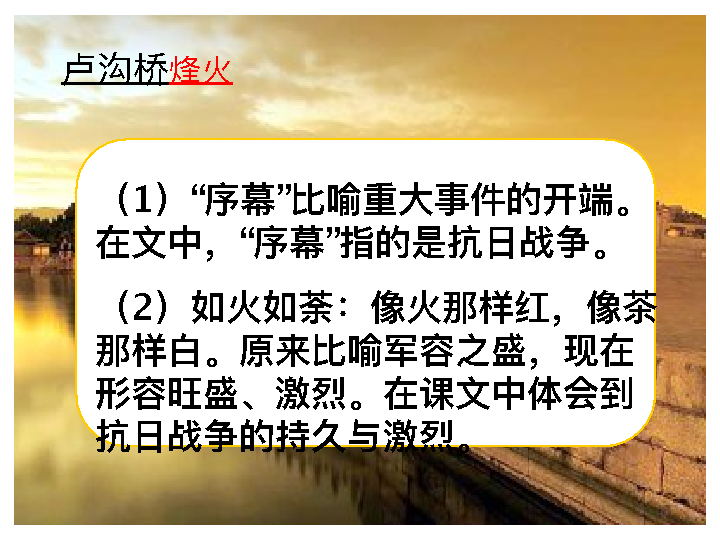 卢沟桥烽火
（1）“序幕”比喻重大事件的开端。
在文中，“序幕”指的是抗日战争。
（2）如火如荼：像火那样红，像茶
那样白。原来比喻军容之盛，现在
形容旺盛、激烈。在课文中体会到
抗日战争的持久与激烈。